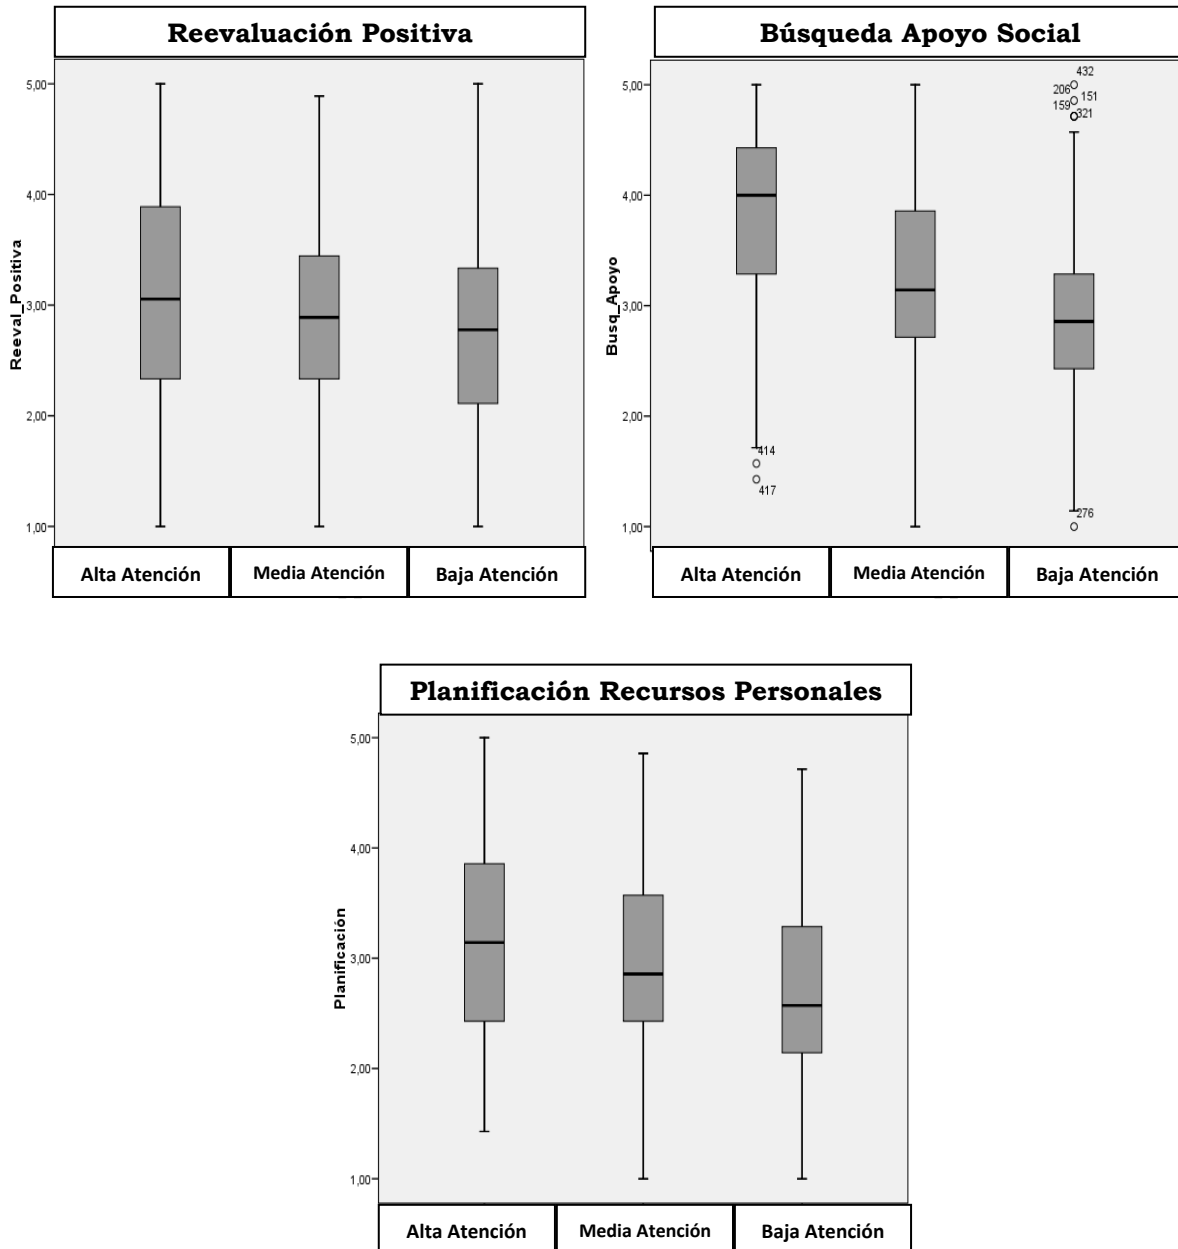 Reevaluación Positiva
5,00
4,00
3,00
2,00
1,00
Reeval_Positiva
Alta Atención
Media Atención
Baja Atención
Búsqueda Apoyo Social
5,00
4,00
3,00
2,00
1,00
Busq_Apoyo
432
206
151
159
321
414
417
276
Alta Atención
Media Atención
Baja Atención
Planificación Recursos Personales
5,00
4,00
3,00
2,00
1,00
Planificación
Alta Atención
Media Atención
Baja Atención